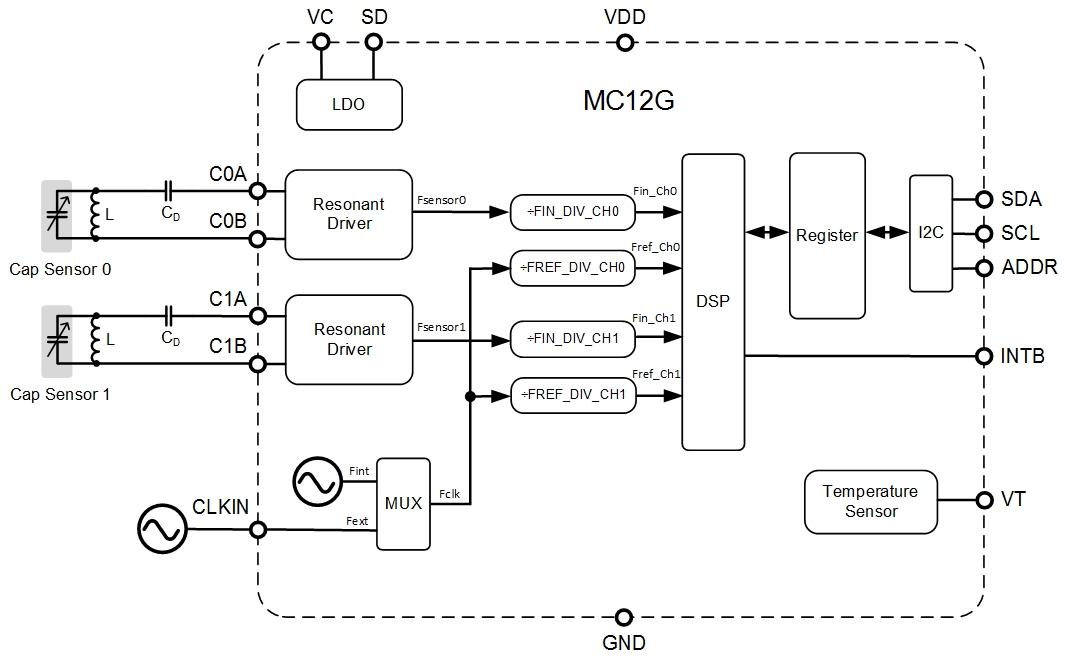 VC SD VDD
LDO
MC12G
C0A
L
C_D
C0B
Cap Sensor 0
Resonant
Driver
Fsensor0
÷FIN_DIV_CH0
Fin_Ch0
÷FREF_DIV_CH0
Fref_Ch0
C1A
L
C_D
C1B
Cap Sensor 1
Resonant
Driver
Fsensor1
÷FIN_DIV_CH1
Fin_Ch1
÷FREF_DIV_CH1
Fref_Ch1
DSP
Register
I2C
SDA
SCL
ADDR
INTB
Fint
CLKIN
Fext
MUX
Fclk
Temperature
Sensor
VT
GND